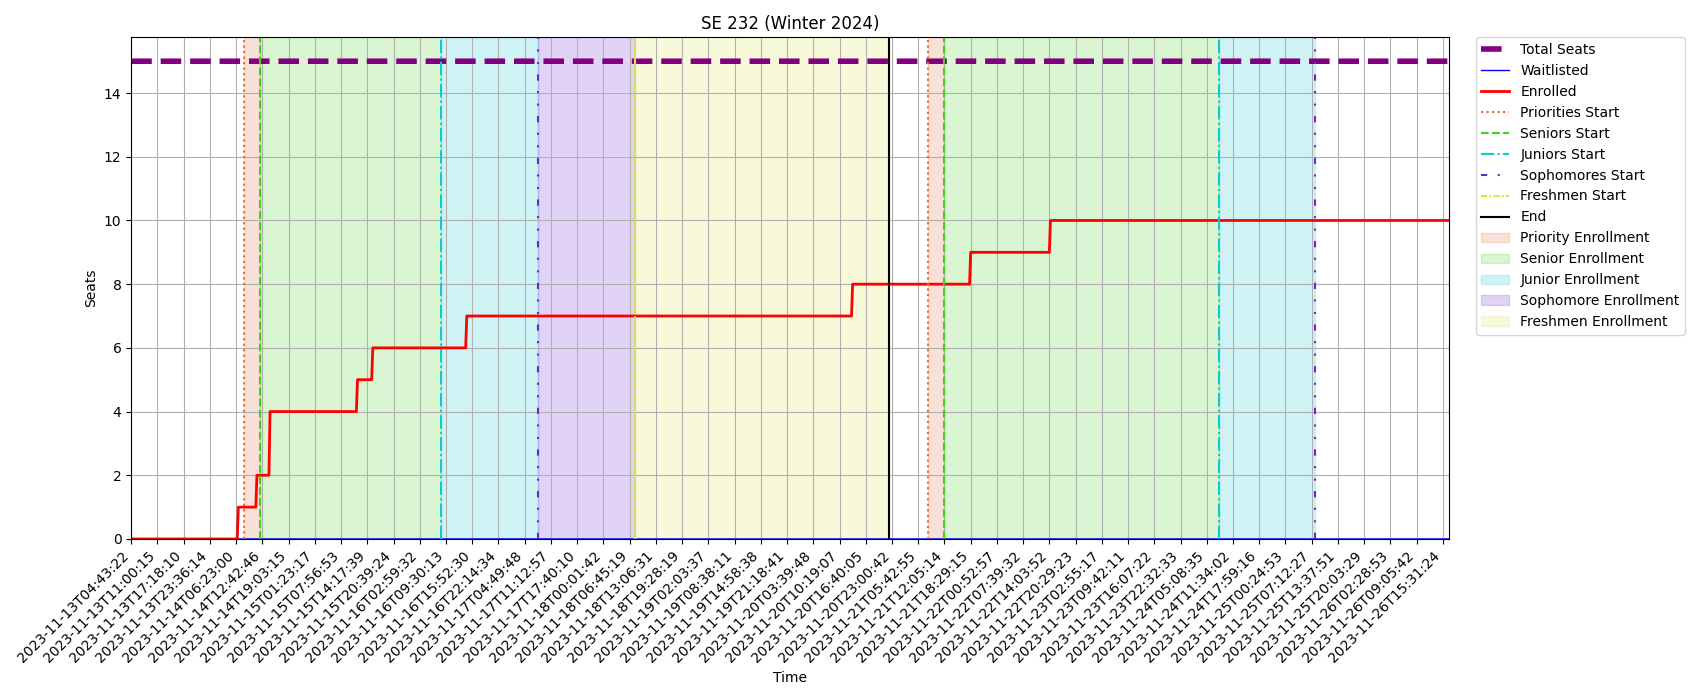 SE 232 (Winter 2024)
Seats
14
12
10
8
6
4
2
0
2023-11-13T04:43:22
2023-11-13T11:00:15
2023-11-13T17:18:10
2023-11-13T23:36:14
2023-11-14T06:23:00
2023-11-14T12:42:46
2023-11-14T19:03:15
2023-11-15T01:23:17
2023-11-15T07:56:53
2023-11-15T14:17:39
2023-11-15T20:39:24
2023-11-16T02:59:32
2023-11-16T09:30:13
2023-11-16T15:52:30
2023-11-16T22:14:34
2023-11-17T04:49:48
2023-11-17T11:12:57
2023-11-17T17:40:10
2023-11-18T00:01:42
2023-11-18T06:45:19
2023-11-18T13:06:31
2023-11-18T19:28:19
2023-11-19T02:03:37
2023-11-19T08:38:11
2023-11-19T14:58:38
2023-11-19T21:18:41
2023-11-20T03:39:48
2023-11-20T10:19:07
2023-11-20T16:40:05
2023-11-20T23:00:42
2023-11-21T05:42:55
2023-11-21T12:05:14
2023-11-21T18:29:15
2023-11-22T00:52:57
2023-11-22T07:39:32
2023-11-22T14:03:52
2023-11-22T20:29:23
2023-11-23T02:55:17
2023-11-23T09:42:11
2023-11-23T16:07:22
2023-11-23T22:32:33
2023-11-24T05:08:35
2023-11-24T11:34:02
2023-11-24T17:59:16
2023-11-25T00:24:53
2023-11-25T07:12:27
2023-11-25T13:37:51
2023-11-25T20:03:29
2023-11-26T02:28:53
2023-11-26T09:05:42
2023-11-26T15:31:24
Time
Total Seats
Waitlisted
Enrolled
Priorities Start
Seniors Start
Juniors Start
Sophomores Start
Freshmen Start
End
Priority Enrollment
Senior Enrollment
Junior Enrollment
Sophomore Enrollment
Freshmen Enrollment